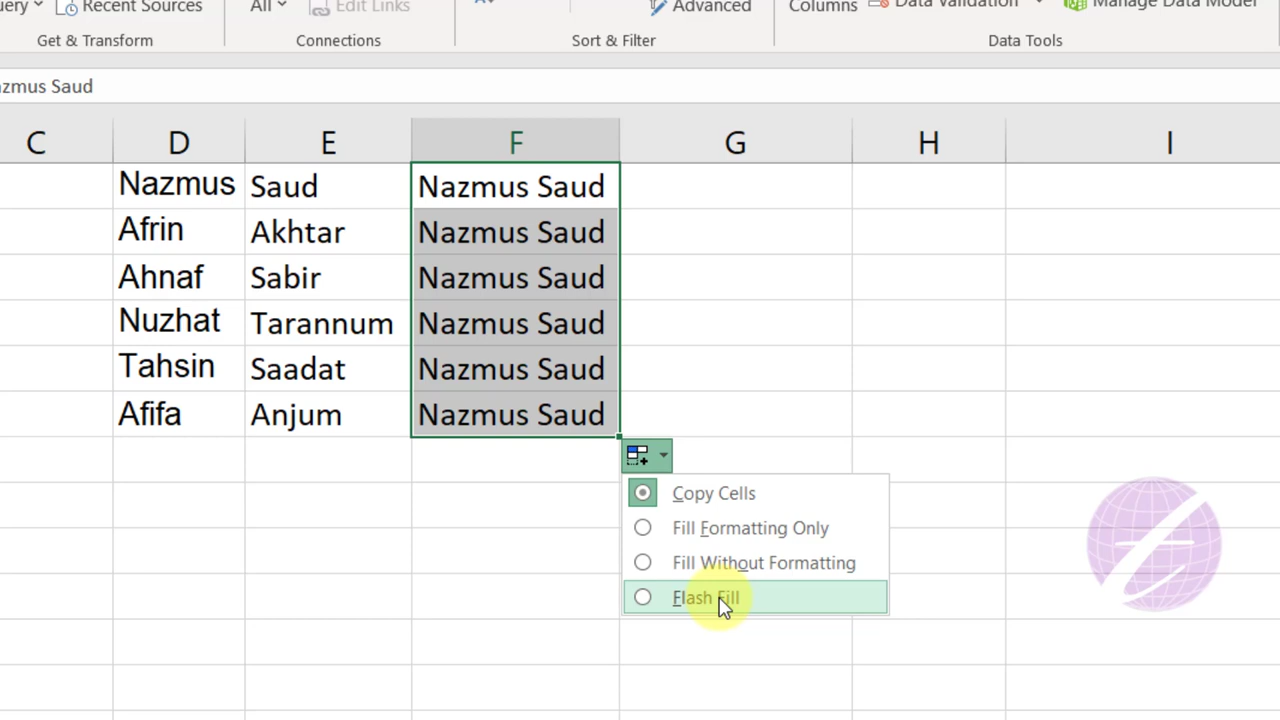 uery Recent Sources All Edit Links Advanced Columns Data Validation Manage Data Model
Get & Transform Connections Sort & Filter Data Tools
azmus Saud
C D E F G H I
Nazmus Saud Nazmus Saud
Afrin Akhtar Nazmus Saud
Ahnaf Sabir Nazmus Saud
Nuzhat Tarannum Nazmus Saud
Tahsin Saadat Nazmus Saud
Afifa Anjum Nazmus Saud
Copy Cells
Fill Formatting Only
Fill Without Formatting
Flash Fill